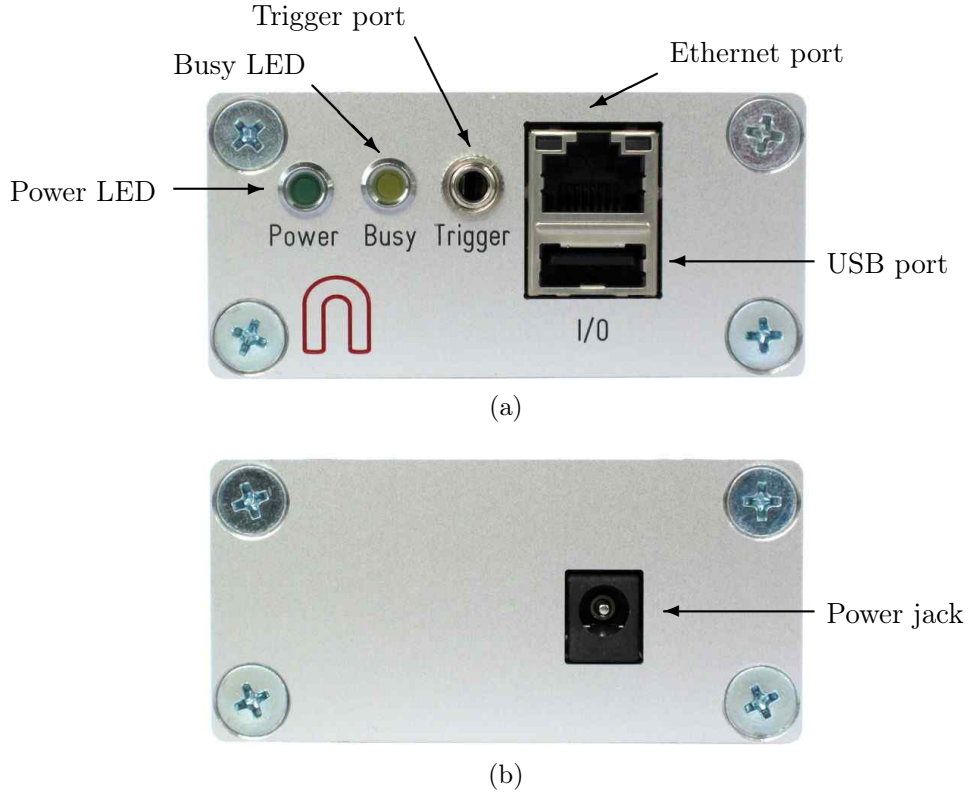 Trigger port
Ethernet port
Busy LED
Power LED
Power Busy Trigger
USB port
I/O
(a)
Power jack
(b)